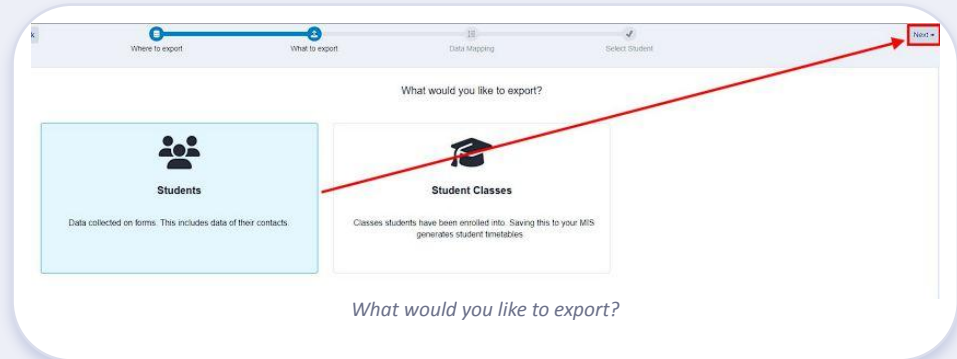 k
Where to export
What to export
Data Mapping
Select Student
Next
What would you like to export?
Students
Data collected on forms. This includes data of their contacts.
Student Classes
Classes students have been enrolled into. Saving this to your MIS
generates student timetables
What would you like to export?